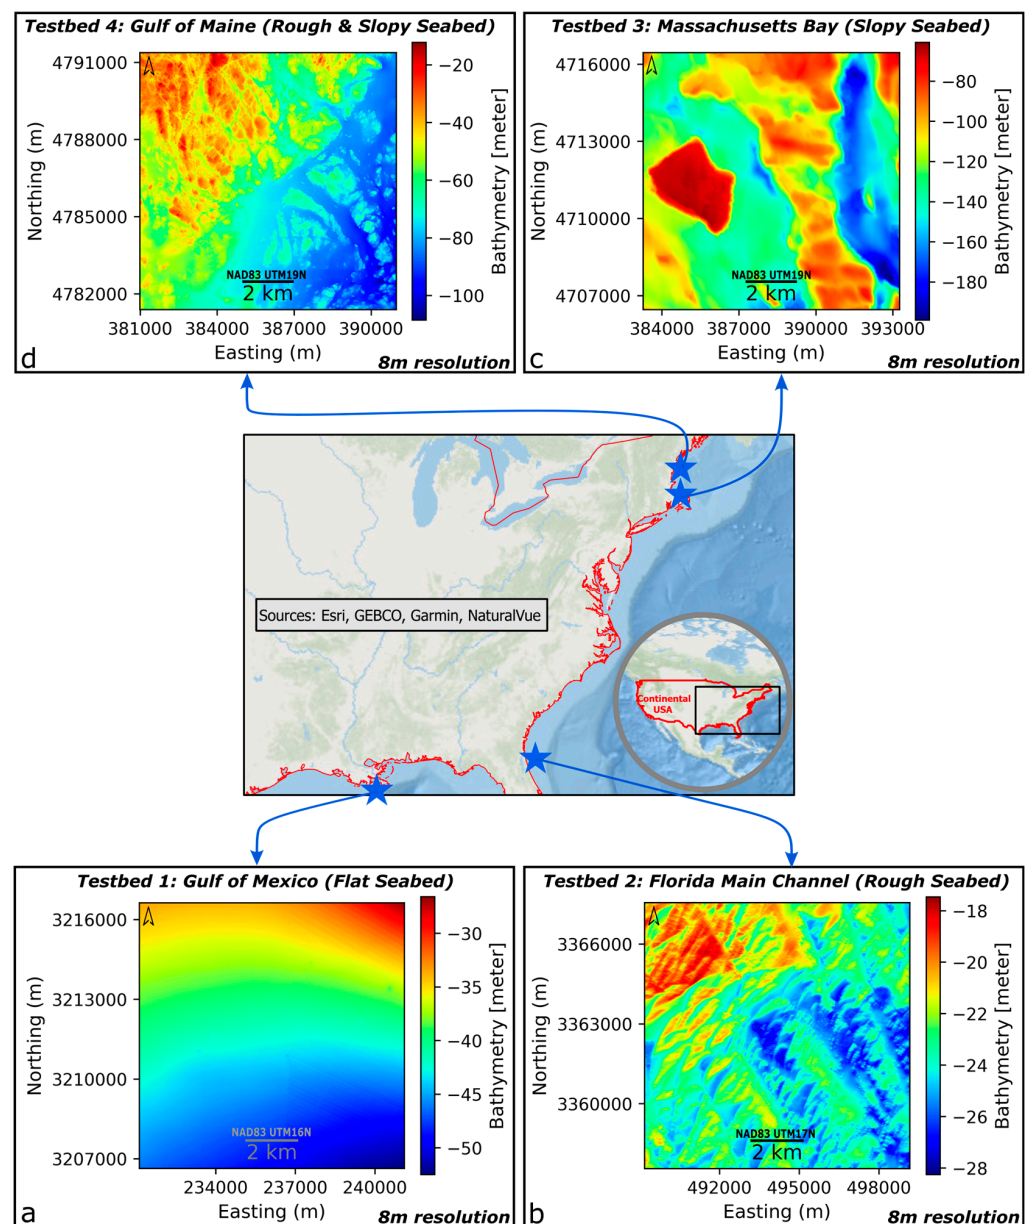 Testbed 4: Gulf of Maine (Rough & Slopy Seabed)
4791000
4788000
4785000
4782000
Northing (m)
381000 384000 387000 390000
Easting (m)
NAD83 UTM19N
2 km
−20
−40
−60
−80
−100
Bathymetry [meter]
d
8m resolution
Testbed 3: Massachusetts Bay (Slopy Seabed)
4716000
4713000
4710000
4707000
Northing (m)
384000 387000 390000 393000
Easting (m)
NAD83 UTM19N
2 km
−80
−100
−120
−140
−160
−180
Bathymetry [meter]
c
8m resolution
Sources: Esri, GEBCO, Garmin, NaturalVue
Continental
USA
Testbed 1: Gulf of Mexico (Flat Seabed)
3216000
3213000
3210000
3207000
Northing (m)
234000 237000 240000
Easting (m)
NAD83 UTM16N
2 km
−30
−35
−40
−45
−50
Bathymetry [meter]
a
8m resolution
Testbed 2: Florida Main Channel (Rough Seabed)
3366000
3363000
3360000
Northing (m)
492000 495000 498000
Easting (m)
NAD83 UTM17N
2 km
−18
−20
−22
−24
−26
−28
Bathymetry [meter]
b
8m resolution